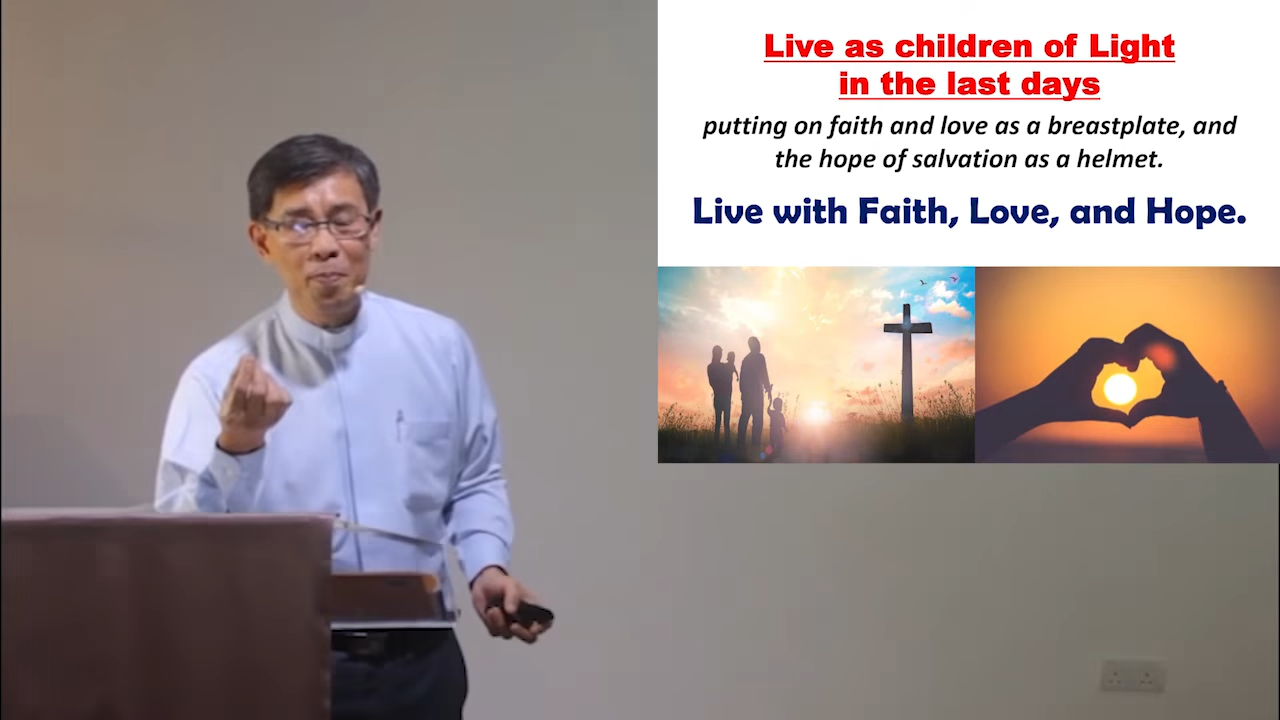 Live as children of Light
in the last days
putting on faith and love as a breastplate, and
the hope of salvation as a helmet.
Live with Faith, Love, and Hope.